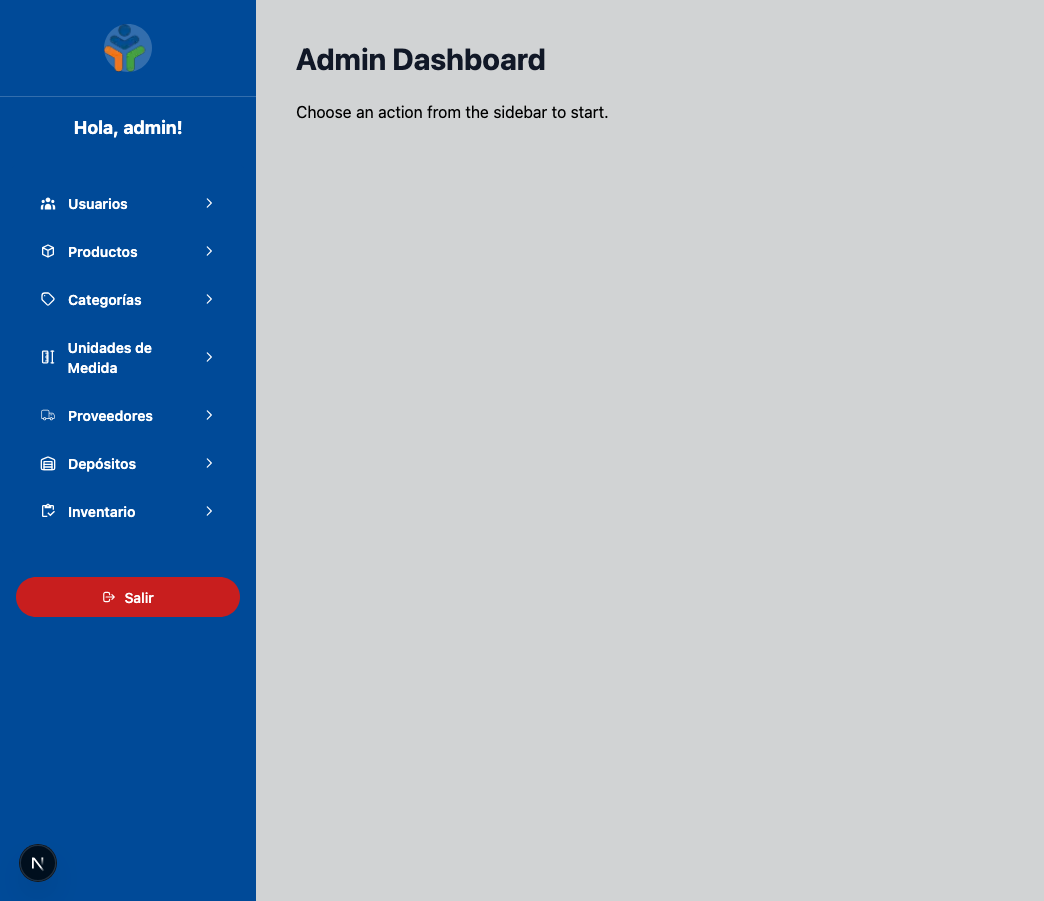 Hola, admin!
Usuarios
Productos
Categorías
Unidades de
Medida
Proveedores
Depósitos
Inventario
Salir
N
Admin Dashboard
Choose an action from the sidebar to start.